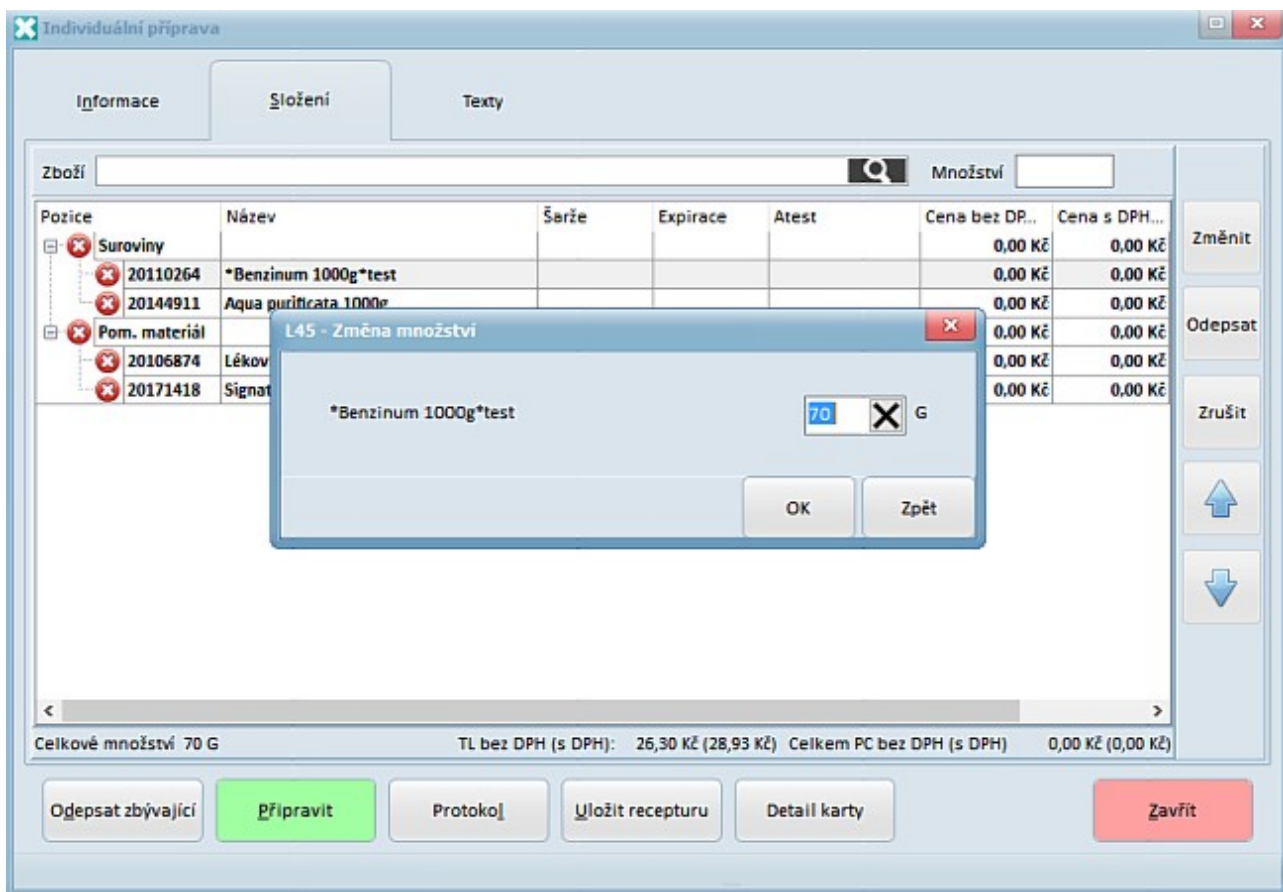 Individuální příprava
Informace Složení Texty
Zboží Množství
Pozice Název Šarže Expirace Atest Cena bez DP... Cena s DPH...
Suroviny 0,00 Kč 0,00 Kč
Změnit
20110264 *Benzinum 1000g*test 0,00 Kč 0,00 Kč
20144911 Aqua purificata 1000g 0,00 Kč 0,00 Kč
Pom. materiál 0,00 Kč 0,00 Kč
L45 - Změna množství
Odepsat
20106874 Lékov 0,00 Kč 0,00 Kč
20171418 Signat 0,00 Kč 0,00 Kč
*Benzinum 1000g*test 70 G
Zrušit
OK Zpět
Celkové množství 70 G TL bez DPH (s DPH): 26,30 Kč (28,93 Kč) Celkem PC bez DPH (s DPH) 0,00 Kč (0,00 Kč)
Odepsat zbývající Připravit Protokol Uložit recepturu Detail karty Zavřít